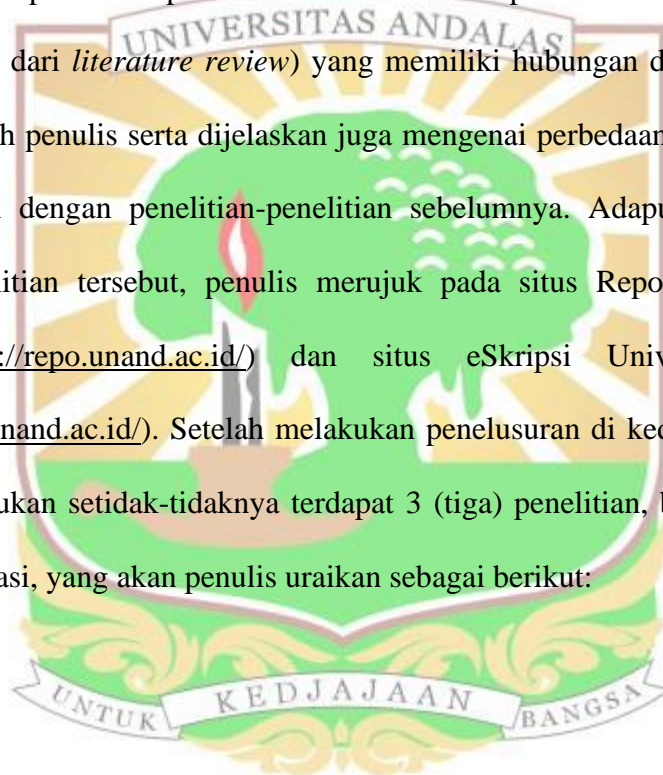 UNIVERSITAS ANDALAS
dari literature review) yang memiliki hubungan d
h penulis serta dijelaskan juga mengenai perbedaan
dengan penelitian-penelitian sebelumnya. Adapu
litian tersebut, penulis merujuk pada situs Repo
://repo.unand.ac.id/) dan situs eSkripsi Univ
nand.ac.id/). Setelah melakukan penelusuran di ked
ukan setidak-tidaknya terdapat 3 (tiga) penelitian, b
asi, yang akan penulis uraikan sebagai berikut:
UNTUK KEDJAJAAN BANGSA